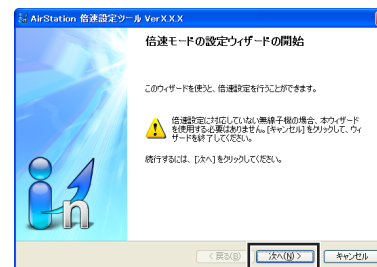 AirStation 倍速設定ツール VerX.X.X
倍速モードの設定ウィザードの開始
このウィザードを使うと、倍速設定を行うことができます。
倍速設定に対応していない無線子機の場合、本ウィザード
を使用する必要はありません。[キャンセル]をクリックして、ウィ
ザードを終了してください。
続行するには、[次へ]をクリックしてください。
in
< 戻る(B) 次へ(N) > キャンセル